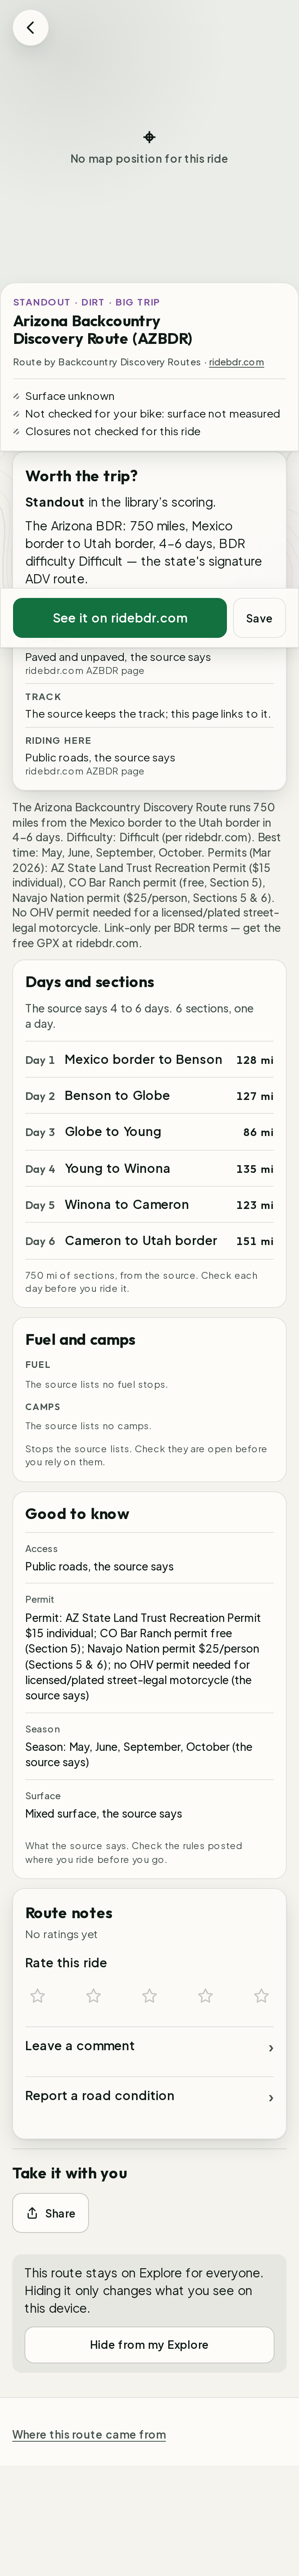 No map position for this ride
STANDOUT · DIRT · BIG TRIP
Arizona Backcountry
Discovery Route (AZBDR)
Route by Backcountry Discovery Routes · ridebdr.com
Surface unknown
Not checked for your bike: surface not measured
Closures not checked for this ride
Worth the trip?
Standout in the library's scoring.
The Arizona BDR: 750 miles, Mexico
border to Utah border, 4–6 days, BDR
difficulty Difficult — the state's signature
ADV route.
See it on ridebdr.com
Save
Paved and unpaved, the source says
ridebdr.com AZBDR page
TRACK
The source keeps the track; this page links to it.
RIDING HERE
Public roads, the source says
ridebdr.com AZBDR page
The Arizona Backcountry Discovery Route runs 750
miles from the Mexico border to the Utah border in
4–6 days. Difficulty: Difficult (per ridebdr.com). Best
time: May, June, September, October. Permits (Mar
2026): AZ State Land Trust Recreation Permit ($15
individual), CO Bar Ranch permit (free, Section 5),
Navajo Nation permit ($25/person, Sections 5 & 6).
No OHV permit needed for a licensed/plated street-
legal motorcycle. Link-only per BDR terms — get the
free GPX at ridebdr.com.
Days and sections
The source says 4 to 6 days. 6 sections, one
a day.
Day 1 Mexico border to Benson 128 mi
Day 2 Benson to Globe 127 mi
Day 3 Globe to Young 86 mi
Day 4 Young to Winona 135 mi
Day 5 Winona to Cameron 123 mi
Day 6 Cameron to Utah border 151 mi
750 mi of sections, from the source. Check each
day before you ride it.
Fuel and camps
FUEL
The source lists no fuel stops.
CAMPS
The source lists no camps.
Stops the source lists. Check they are open before
you rely on them.
Good to know
Access
Public roads, the source says
Permit
Permit: AZ State Land Trust Recreation Permit
$15 individual; CO Bar Ranch permit free
(Section 5); Navajo Nation permit $25/person
(Sections 5 & 6); no OHV permit needed for
licensed/plated street-legal motorcycle (the
source says)
Season
Season: May, June, September, October (the
source says)
Surface
Mixed surface, the source says
What the source says. Check the rules posted
where you ride before you go.
Route notes
No ratings yet
Rate this ride
Leave a comment
Report a road condition
Take it with you
Share
This route stays on Explore for everyone.
Hiding it only changes what you see on
this device.
Hide from my Explore
Where this route came from